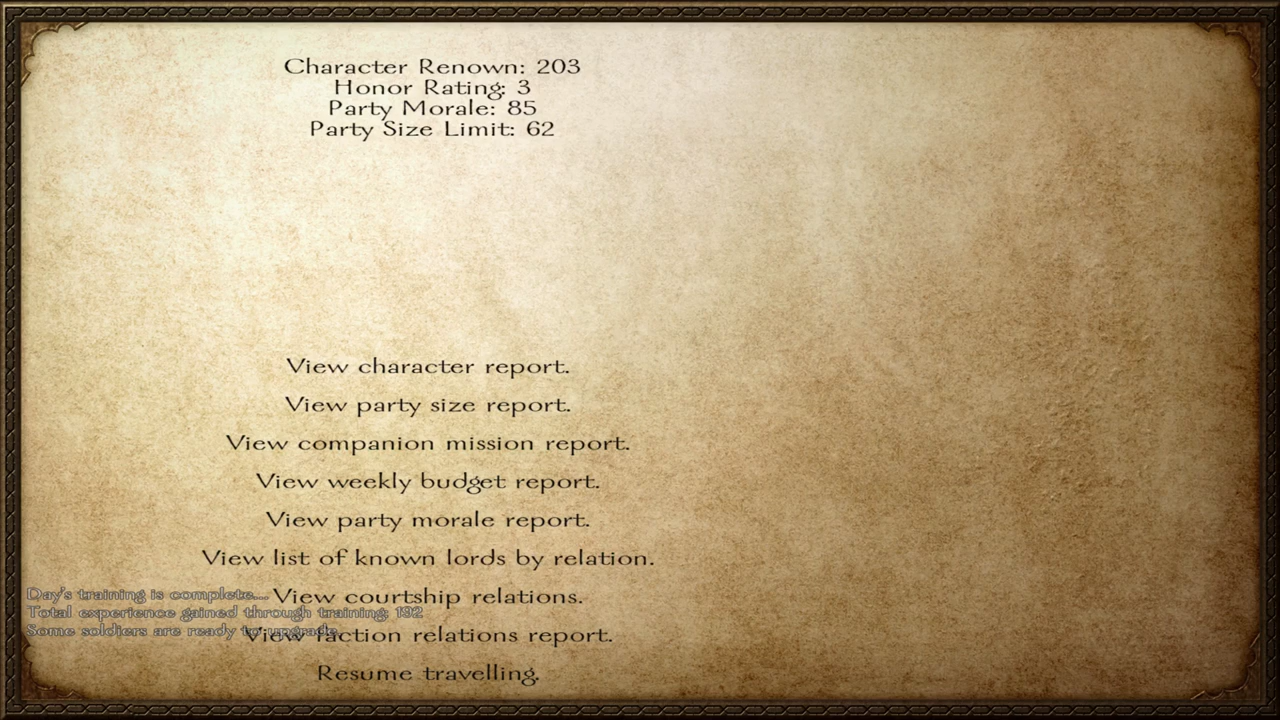 Character Renown: 203
Honor Rating: 3
Party Morale: 85
Party Size Limit: 62
View character report.
View party size report.
View companion mission report.
View weekly budget report.
View party morale report.
View list of known lords by relation.
Day's training is complete...
View courtship relations.
Total experience gained through training: 192
Some soldiers are ready to upgrade.
View faction relations report.
Resume travelling.